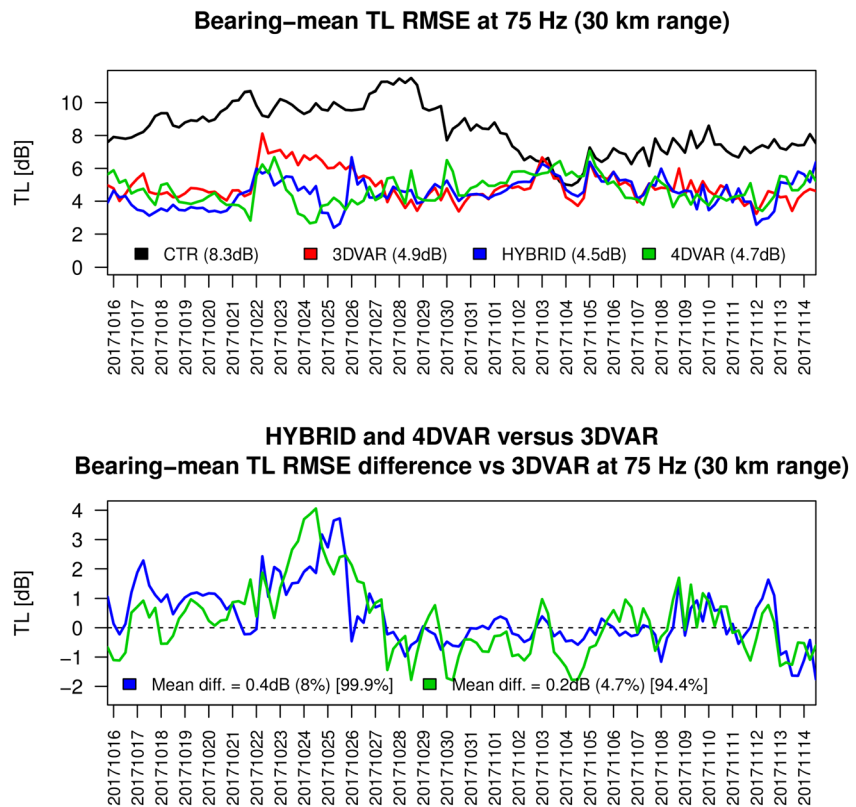 Bearing−mean TL RMSE at 75 Hz (30 km range)
TL [dB]
10
8
6
4
2
0
CTR (8.3dB) 3DVAR (4.9dB) HYBRID (4.5dB) 4DVAR (4.7dB)
20171016 20171017 20171018 20171019 20171020 20171021 20171022 20171023 20171024 20171025 20171026 20171027 20171028 20171029 20171030 20171031 20171101 20171102 20171103 20171104 20171105 20171106 20171107 20171108 20171109 20171110 20171111 20171112 20171113 20171114
HYBRID and 4DVAR versus 3DVAR
Bearing−mean TL RMSE difference vs 3DVAR at 75 Hz (30 km range)
TL [dB]
4
3
2
1
0
−1
−2
Mean diff. = 0.4dB (8%) [99.9%] Mean diff. = 0.2dB (4.7%) [94.4%]
20171016 20171017 20171018 20171019 20171020 20171021 20171022 20171023 20171024 20171025 20171026 20171027 20171028 20171029 20171030 20171031 20171101 20171102 20171103 20171104 20171105 20171106 20171107 20171108 20171109 20171110 20171111 20171112 20171113 20171114